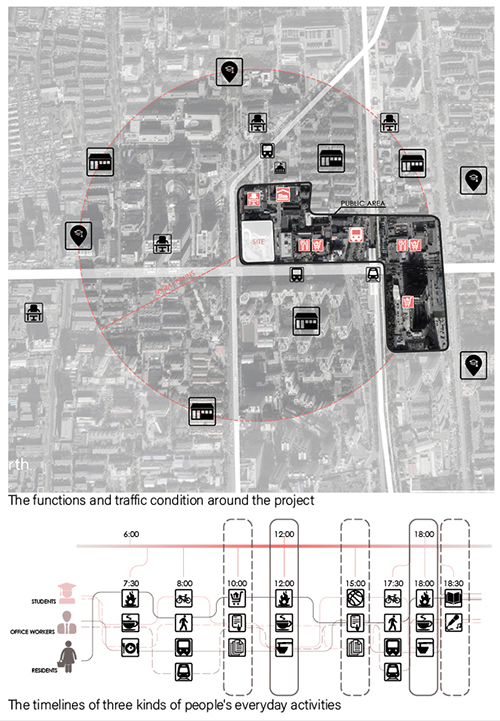 PUBLIC AREA
SITE
rth
The functions and traffic condition around the project
6:00 12:00 18:00
7:30 8:00 10:00 12:00 15:00 17:30 18:00 18:30
STUDENTS
OFFICE WORKERS
RESIDENTS
The timelines of three kinds of people's everyday activities